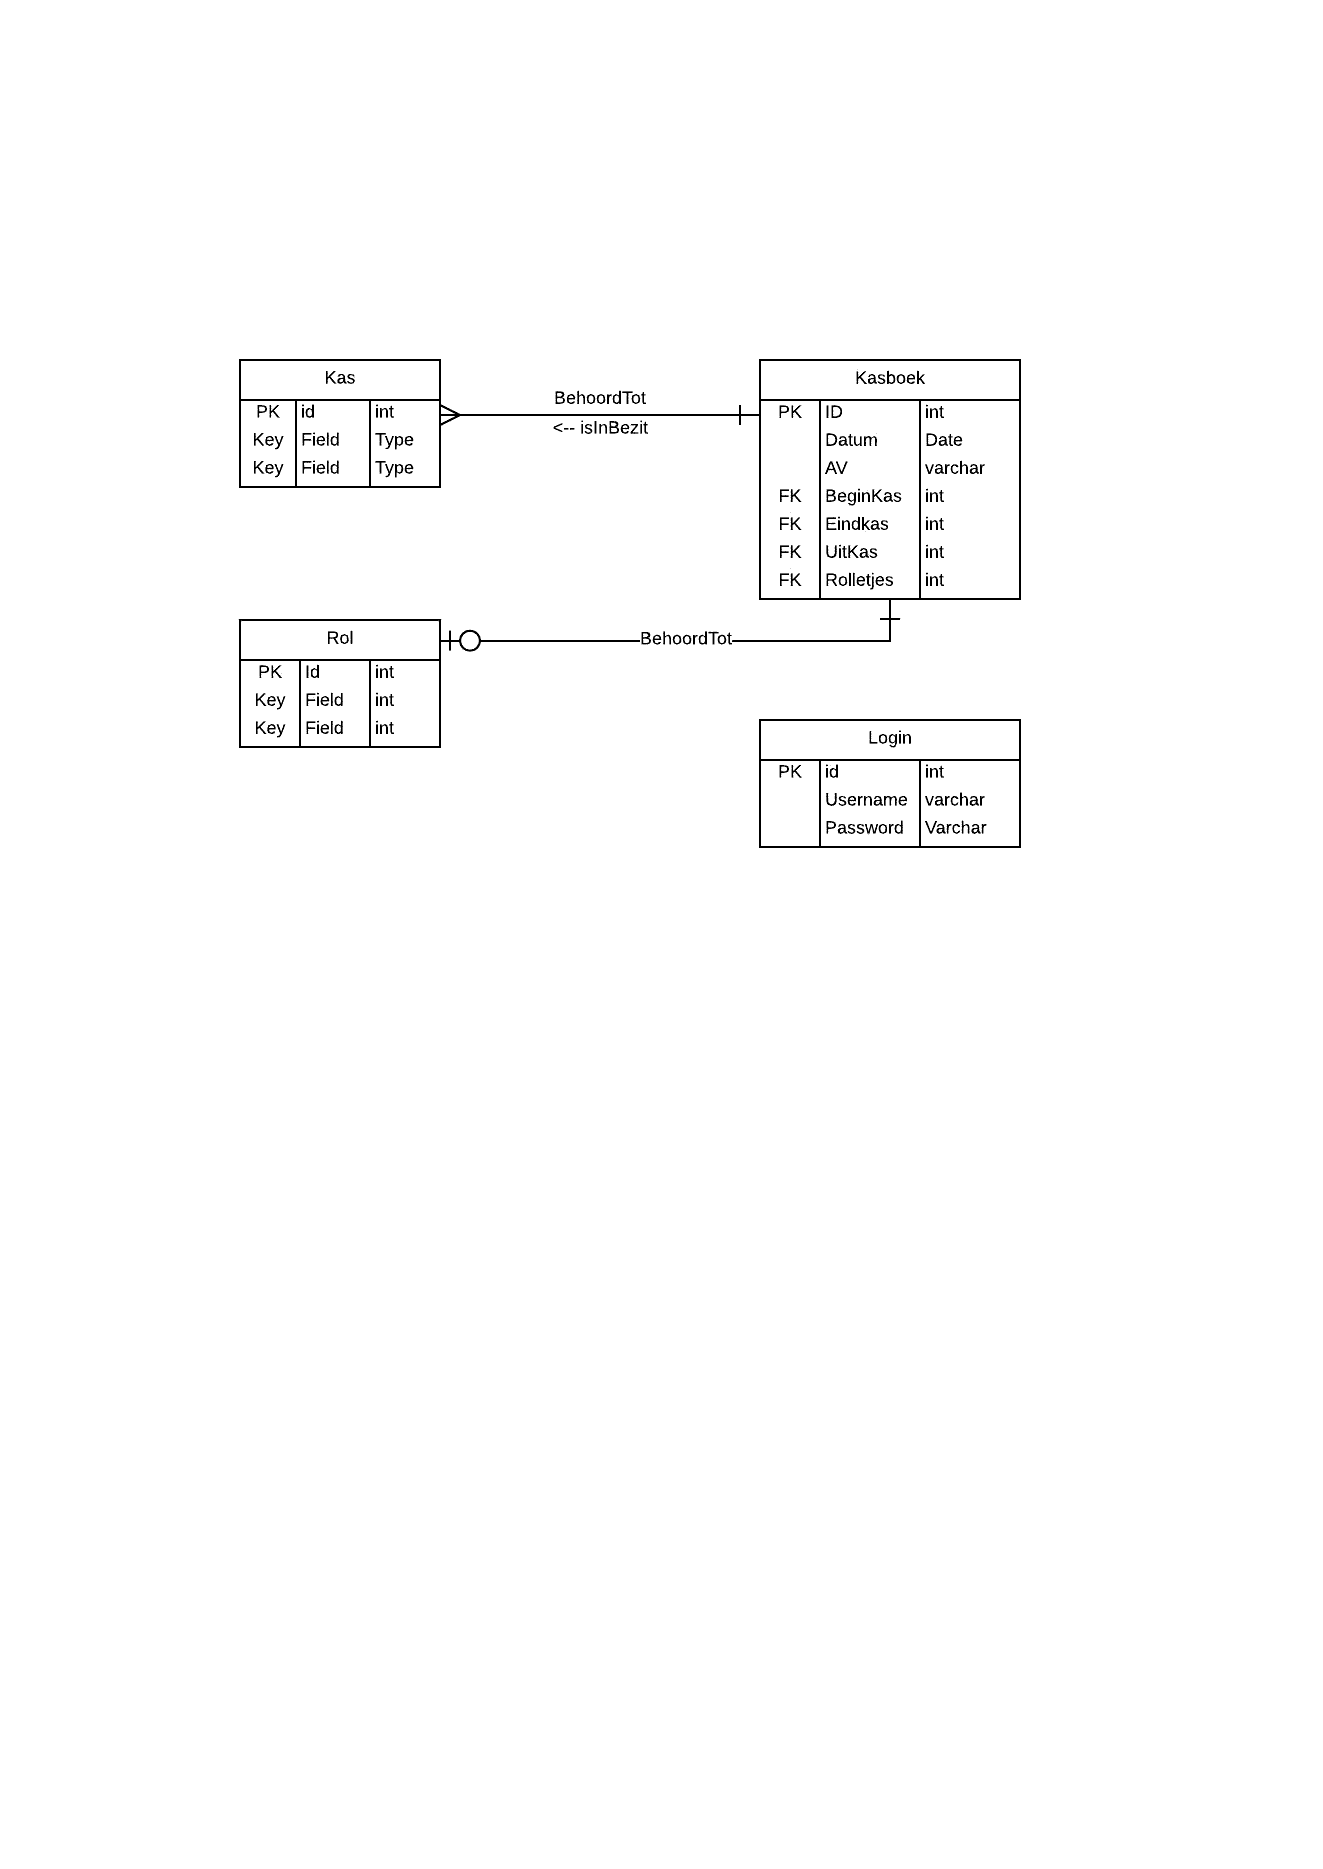 Kas
PK id int
Key Field Type
Key Field Type
BehoordTot
<-- isInBezit
Kasboek
PK ID int
Datum Date
AV varchar
FK BeginKas int
FK Eindkas int
FK UitKas int
FK Rolletjes int
Rol
PK Id int
Key Field int
Key Field int
BehoordTot
Login
PK id int
Username varchar
Password Varchar